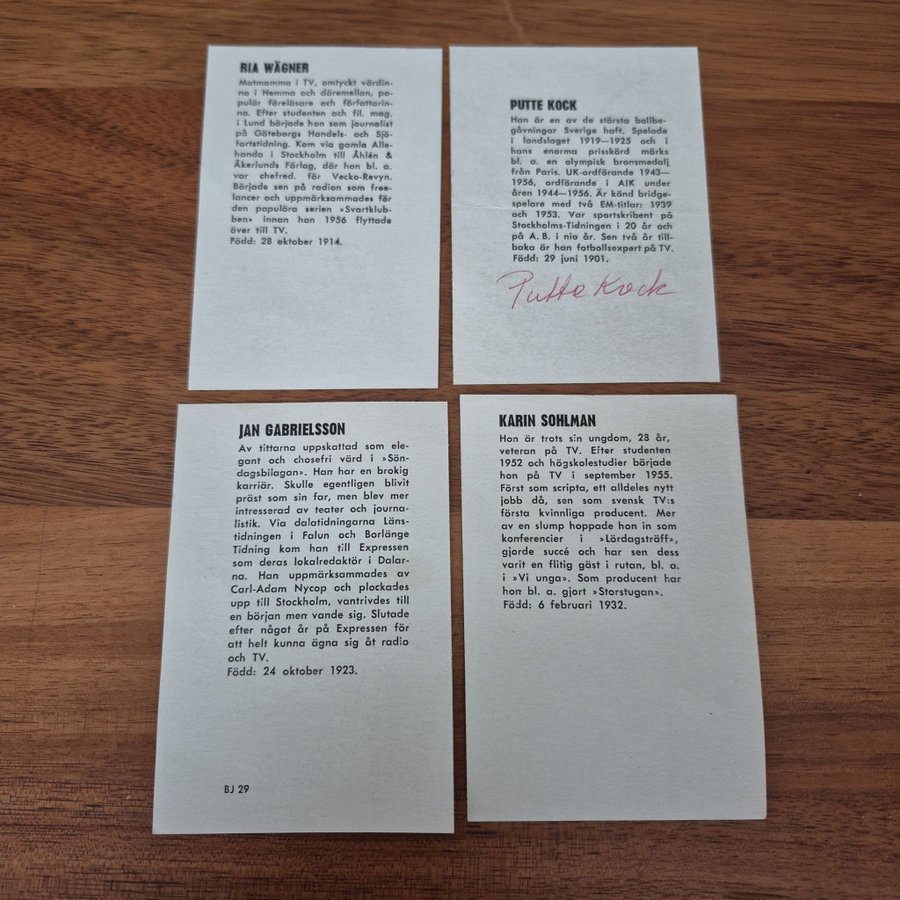 RIA WÄGNER
Matmamma i TV, omtyckt värdin-
na i Hemma och däremellan, po-
pulär föreläsare och författarin-
na. Efter studenten och fil. mag.
i Lund började hon som journalist
på Göteborgs Handels- och Sjö-
fartstidning. Kom via gamla Alle-
handa i Stockholm till Åhlén &
Åkerlunds Förlag, där hon bl. a.
var chefred. för Vecko-Revyn.
Började sen på radion som free-
lancer och uppmärksammades för
den populära serien »Svartklub-
ben» innan hon 1956 flyttade
över till TV.
Född: 28 oktober 1914.
PUTTE KOCK
Han är en av de största bollbe-
gåvningar Sverige haft. Spelade
i landslaget 1919—1925 och i
hans enorma prisskörd märks
bl. a. en olympisk bronsmedalj
från Paris. UK-ordförande 1943—
1956, ordförande i AIK under
åren 1944—1956. Är känd bridge-
spelare med två EM-titlar: 1939
och 1953. Var sportskribent på
Stockholms-Tidningen i 20 år och
på A. B. i nio år. Sen två år till-
baka är han fotbollsexpert på TV.
Född: 29 juni 1901.
Putte Kock
JAN GABRIELSSON
Av tittarna uppskattad som ele-
gant och chosefri värd i »Sön-
dagsbilagan». Han har en brokig
karriär. Skulle egentligen blivit
präst som sin far, men blev mer
intresserad av teater och journa-
listik. Via dalatidningarna Läns-
tidningen i Falun och Borlänge
Tidning kom han till Expressen
som deras lokalredaktör i Dalar-
na. Han uppmärksammades av
Carl-Adam Nycop och plockades
upp till Stockholm, vantrivdes till
en början men vande sig. Slutade
efter något år på Expressen för
att helt kunna ägna sig åt radio
och TV.
Född: 24 oktober 1923.
BJ 29
KARIN SOHLMAN
Hon är trots sin ungdom, 28 år,
veteran på TV. Efter studenten
1952 och högskolestudier började
hon på TV i september 1955.
Först som scripta, ett alldeles nytt
jobb då, sen som svensk TV:s
första kvinnliga producent. Mer
av en slump hoppade hon in som
konferencier i »Lördagsträff»,
gjorde succé och har sen dess
varit en flitig gäst i rutan, bl. a.
i »Vi unga». Som producent har
hon bl. a. gjort »Storstugan».
Född: 6 februari 1932.